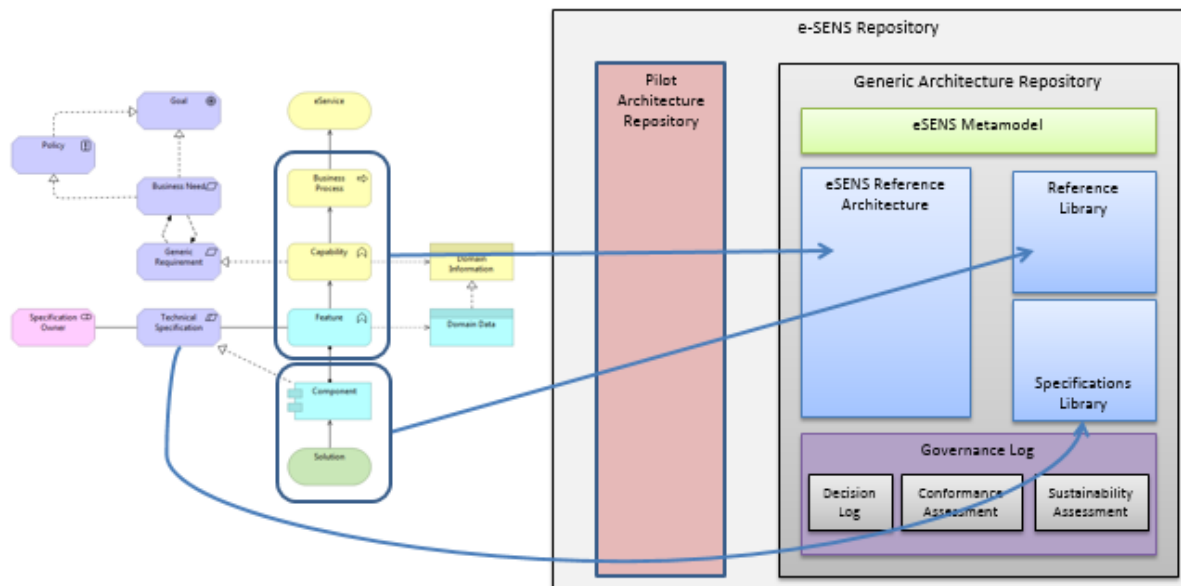 e-SENS Repository
Pilot
Architecture
Repository
Generic Architecture Repository
eSENS Metamodel
eSENS Reference
Architecture
Reference
Library
Specifications
Library
Governance Log
Decision
Log
Conformance
Assessment
Sustainability
Assessment
Goal
eService
Policy
Business
Process
Business Need
Generic
Requirement
Capability
Domain
Information
Specification
Owner
Technical
Specification
Feature
Domain Data
Component
Solution